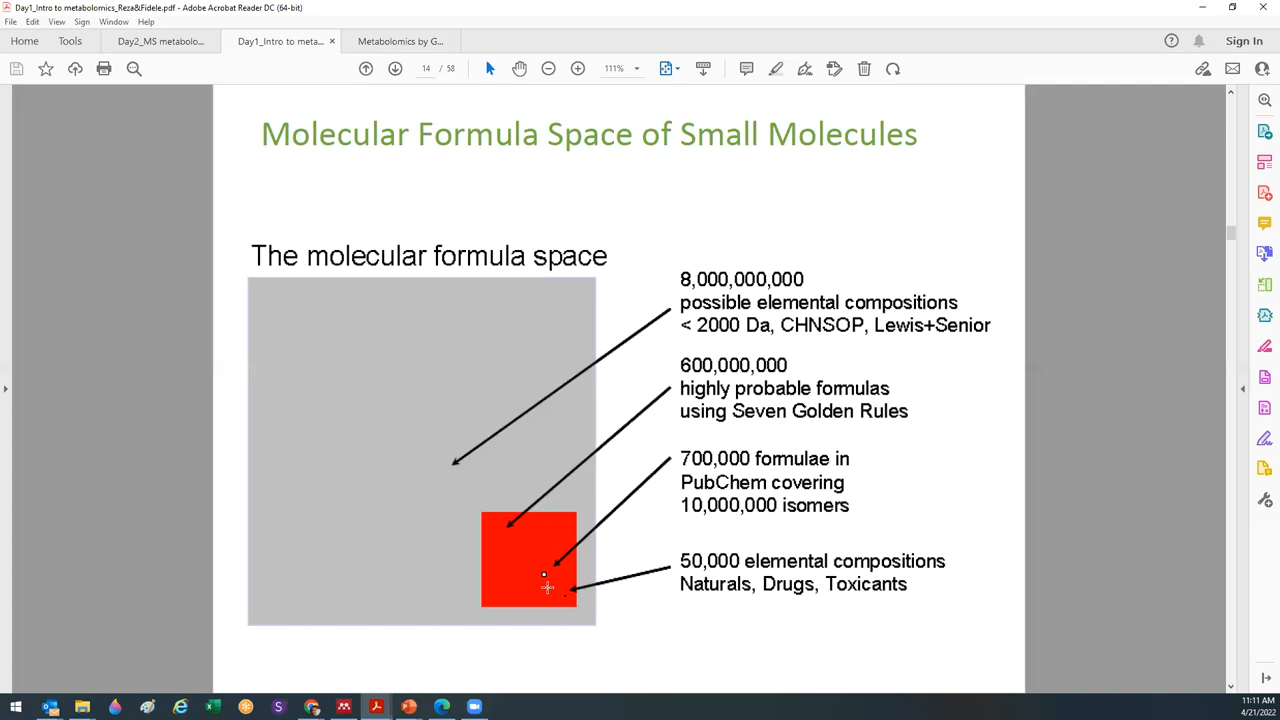 Day1_Intro to metabolomics_Reza&Fidele.pdf - Adobe Acrobat Reader DC (64-bit)
File Edit View Sign Window Help
Home Tools Day2_MS metabolo... Day1_Intro to meta... × Metabolomics by G... Sign In
14 / 58 111%
Molecular Formula Space of Small Molecules
The molecular formula space
8,000,000,000
possible elemental compositions
< 2000 Da, CHNSOP, Lewis+Senior
600,000,000
highly probable formulas
using Seven Golden Rules
700,000 formulae in
PubChem covering
10,000,000 isomers
50,000 elemental compositions
Naturals, Drugs, Toxicants
11:11 AM
4/21/2022